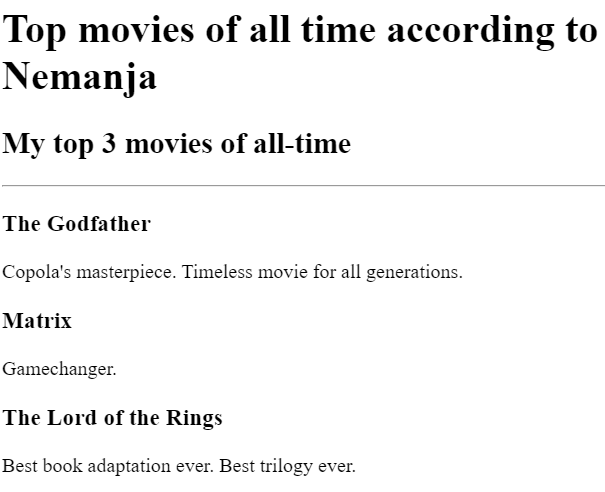 Top movies of all time according to
Nemanja
My top 3 movies of all-time
The Godfather
Copola's masterpiece. Timeless movie for all generations.
Matrix
Gamechanger.
The Lord of the Rings
Best book adaptation ever. Best trilogy ever.